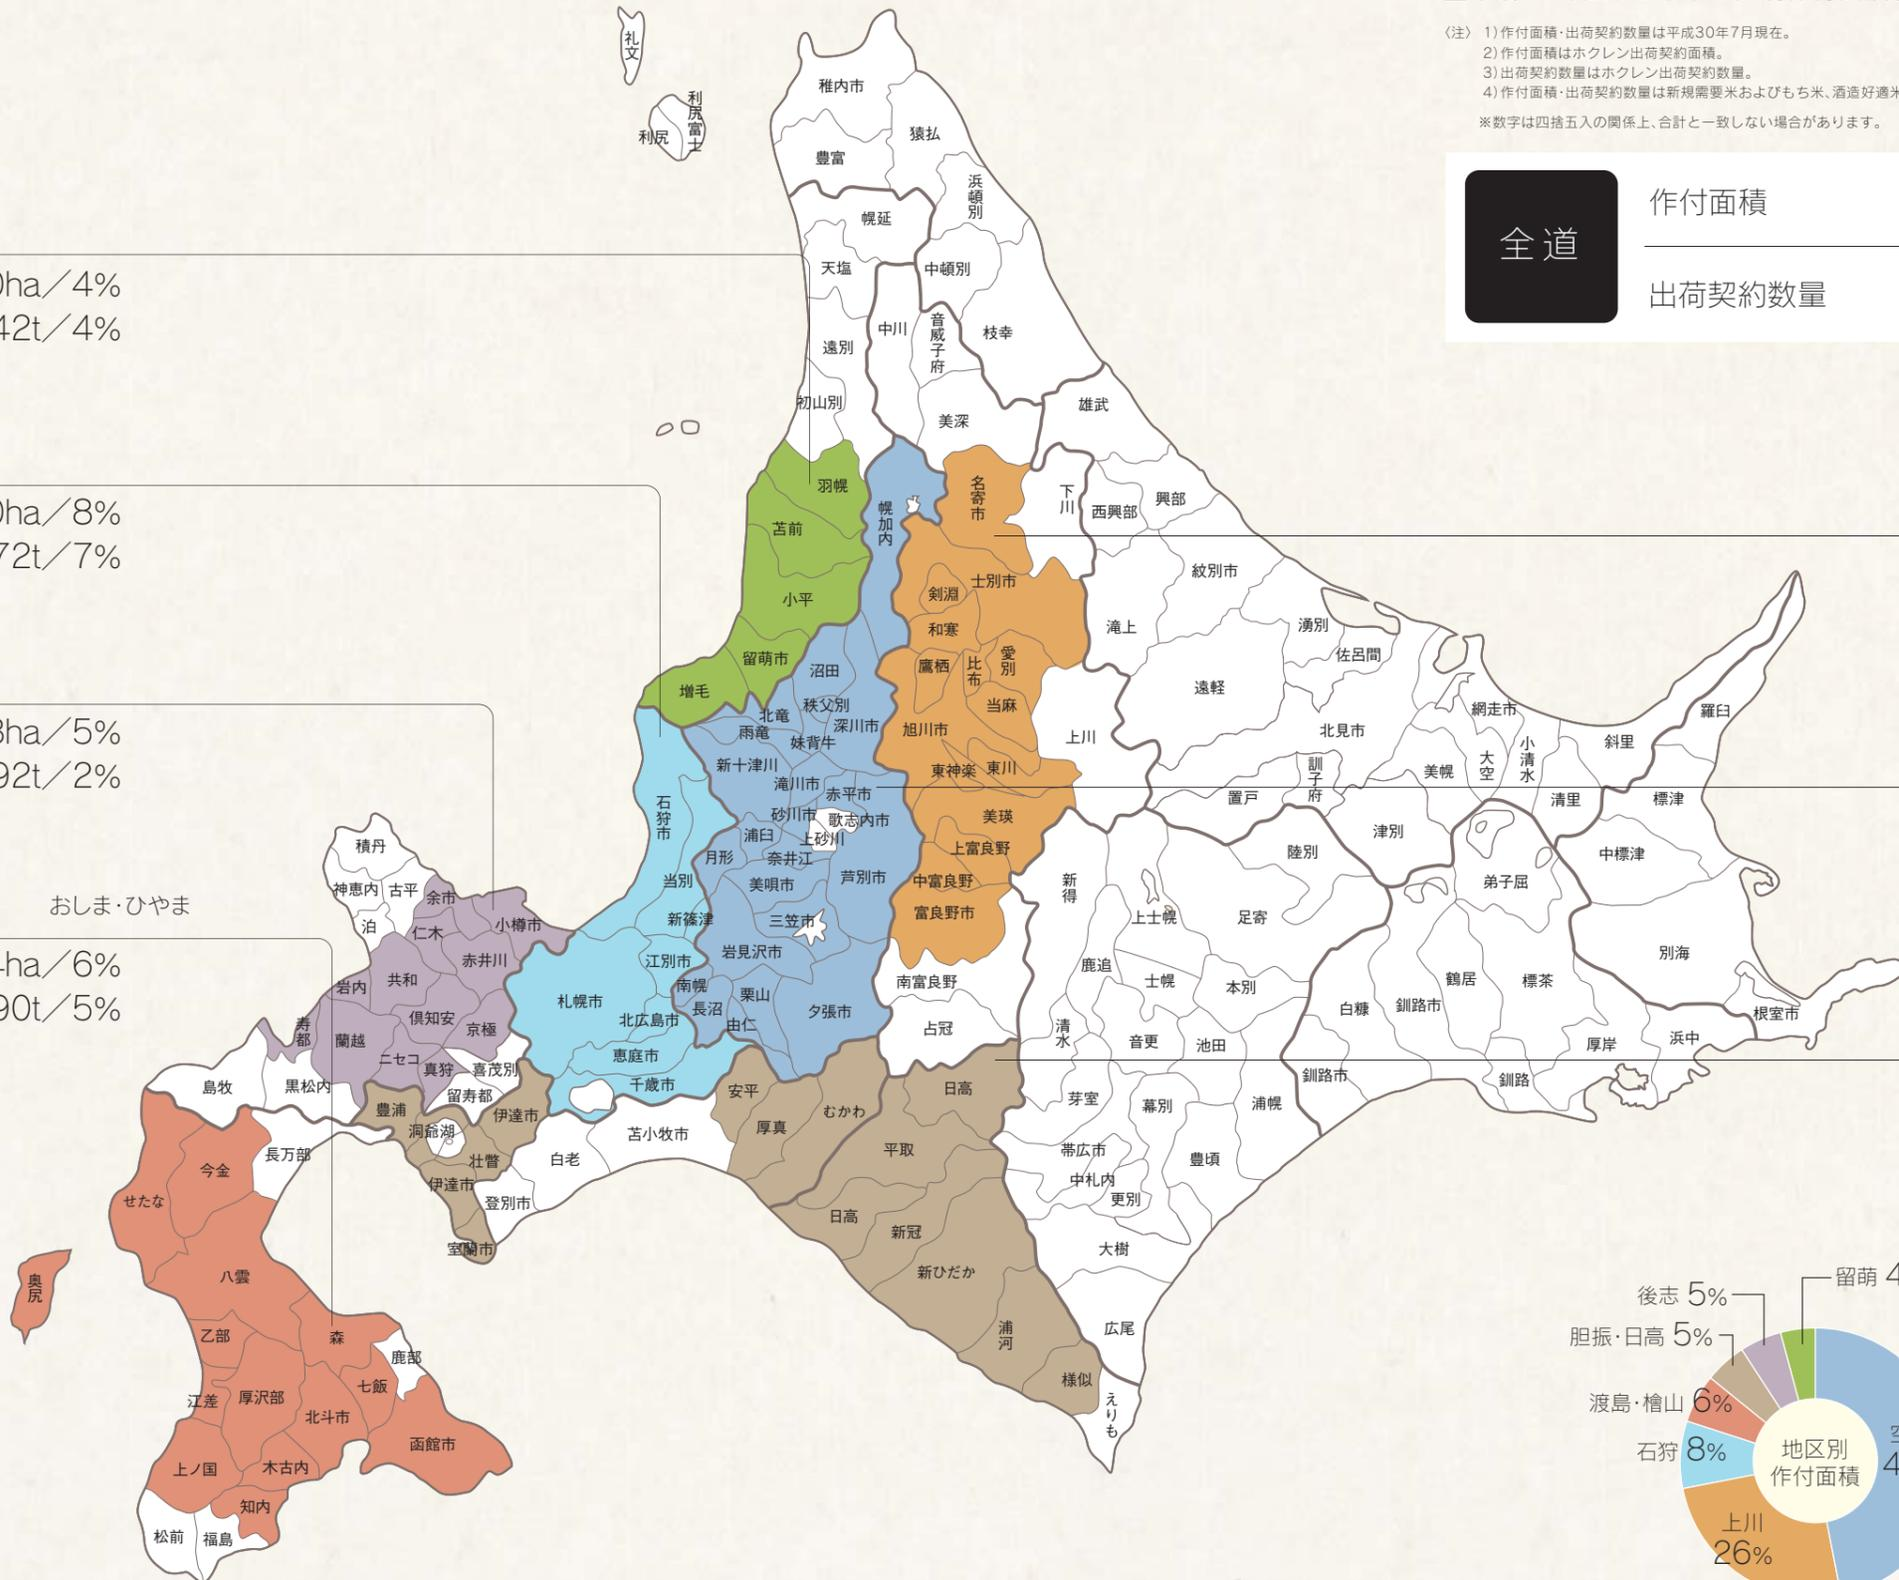 〈注〉 1)作付面積・出荷契約数量は平成30年7月現在。
2)作付面積はホクレン出荷契約面積。
3)出荷契約数量はホクレン出荷契約数量。
4)作付面積・出荷契約数量は新規需要米およびもち米、酒造好適米
※数字は四捨五入の関係上、合計と一致しない場合があります。
全道
作付面積
出荷契約数量
0ha／4%
42t／4%
0ha／8%
72t／7%
3ha／5%
92t／2%
おしま・ひやま
4ha／6%
90t／5%
礼文
利尻富士
利尻
稚内市
猿払
豊富
浜頓別
幌延
天塩
中頓別
中川
音威子府
枝幸
遠別
初山別
美深
雄武
羽幌
幌加内
名寄市
下川
西興部
興部
苫前
紋別市
士別市
剣淵
小平
和寒
滝上
湧別
佐呂間
留萌市
沼田
鷹栖
比布
愛別
遠軽
増毛
秩父別
北竜
雨竜
深川市
妹背牛
当麻
旭川市
上川
北見市
網走市
羅臼
斜里
小清水
大空
美幌
新十津川
滝川市
赤平市
東神楽
東川
訓子府
置戸
清里
標津
石狩市
砂川市
歌志内市
上砂川
浦臼
美瑛
津別
積丹
月形
奈井江
上富良野
陸別
中標津
神恵内
古平
余市
当別
美唄市
芦別市
中富良野
新得
弟子屈
泊
仁木
小樽市
新篠津
三笠市
富良野市
上士幌
足寄
赤井川
江別市
岩見沢市
別海
岩内
共和
札幌市
南幌
長沼
栗山
南富良野
鹿追
士幌
本別
鶴居
標茶
寿都
倶知安
京極
北広島市
由仁
夕張市
占冠
清水
白糠
釧路市
根室市
蘭越
音更
池田
厚岸
浜中
ニセコ
真狩
喜茂別
恵庭市
島牧
黒松内
留寿都
千歳市
安平
日高
芽室
幕別
浦幌
釧路市
釧路
豊浦
伊達市
洞爺湖
むかわ
厚真
苫小牧市
長万部
今金
壮瞥
白老
平取
帯広市
豊頃
中札内
更別
せたな
伊達市
登別市
日高
新冠
大樹
八雲
室蘭市
新ひだか
奥尻
乙部
森
鹿部
浦河
広尾
江差
厚沢部
七飯
様似
えりも
北斗市
函館市
上ノ国
木古内
知内
松前
福島
留萌 4
後志 5%
胆振・日高 5%
渡島・檜山 6%
石狩 8%
上川
26%
4
地区別
作付面積